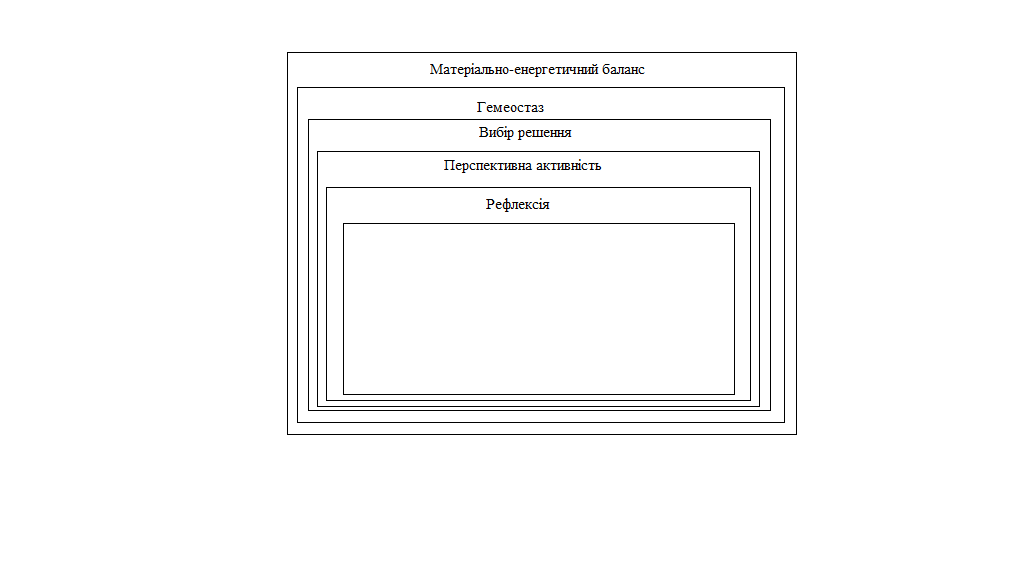 Матеріально-енергетичний баланс
Гемеостаз
Вибір решення
Перспективна активність
Рефлексія